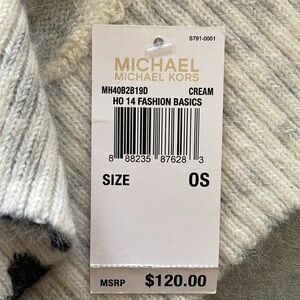 S791-0001
MICHAEL
MICHAEL KORS
MH40B2B19D CREAM
HO 14 FASHION BASICS
8 88235 87628 3
SIZE OS
MSRP $120.00